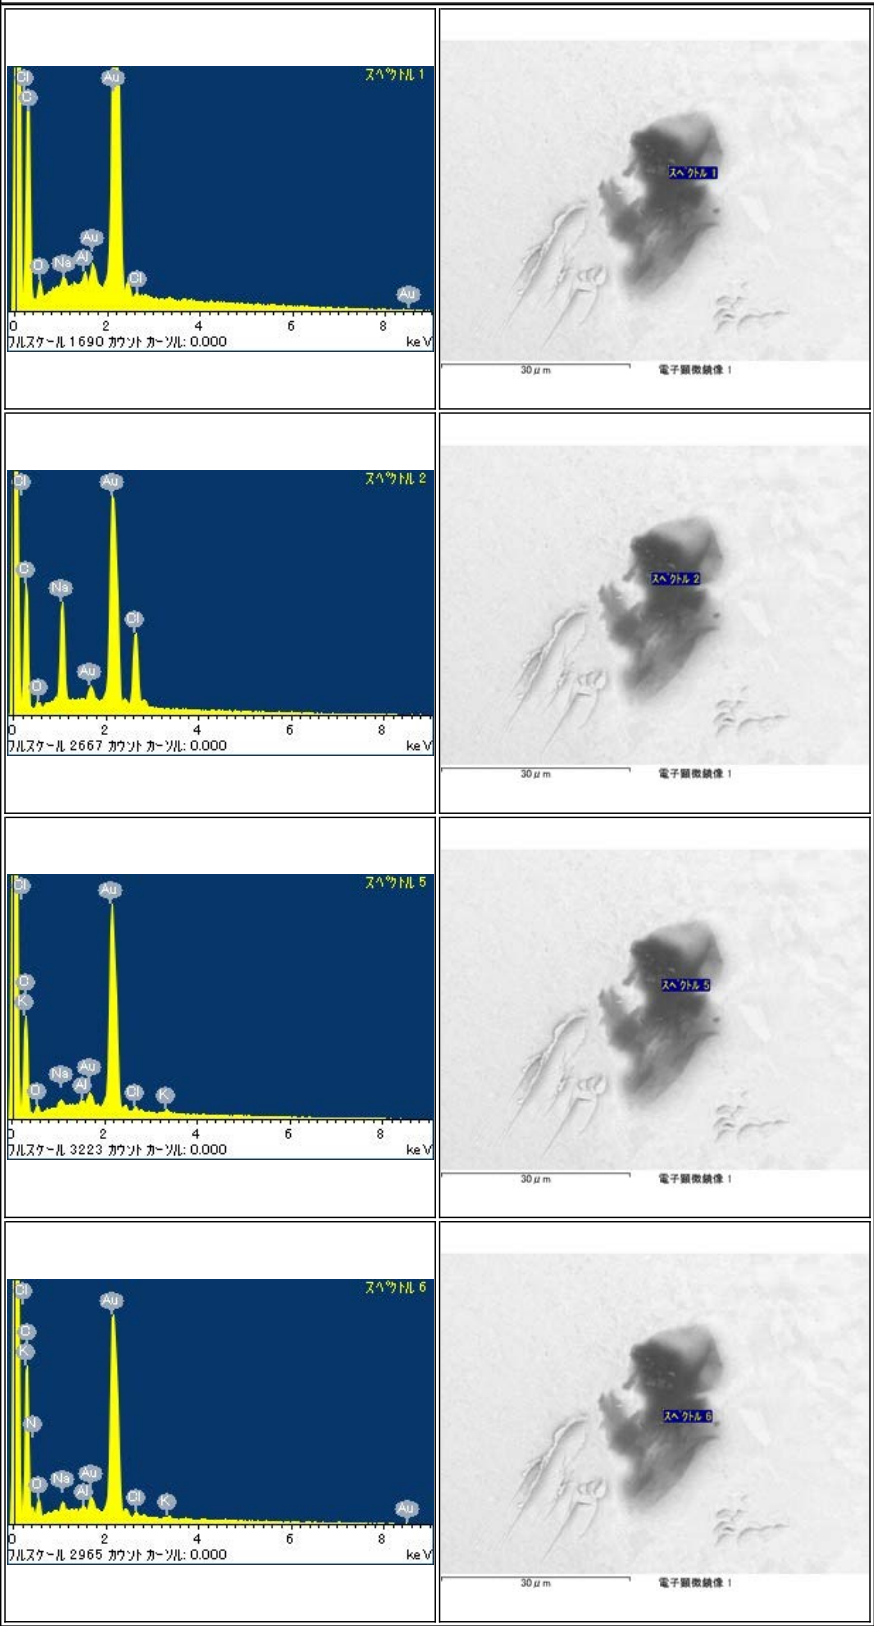 スペクトル 1
Cl
Au
C
Au
O
Na
Al
Cl
Au
0 2 4 6 8
フルスケール 1690 カウント カーソル: 0.000 keV
スペクトル 1
30μm 電子顕微鏡像 1
スペクトル 2
Cl
Au
C
Na
Cl
Au
O
0 2 4 6 8
フルスケール 2667 カウント カーソル: 0.000 keV
スペクトル 2
30μm 電子顕微鏡像 1
スペクトル 5
Cl
Au
C
K
Na
Au
O
Al
Cl
K
0 2 4 6 8
フルスケール 3223 カウント カーソル: 0.000 keV
スペクトル 5
30μm 電子顕微鏡像 1
スペクトル 6
Cl
Au
C
K
N
O
Na
Au
Al
Cl
K
Au
0 2 4 6 8
フルスケール 2965 カウント カーソル: 0.000 keV
スペクトル 6
30μm 電子顕微鏡像 1